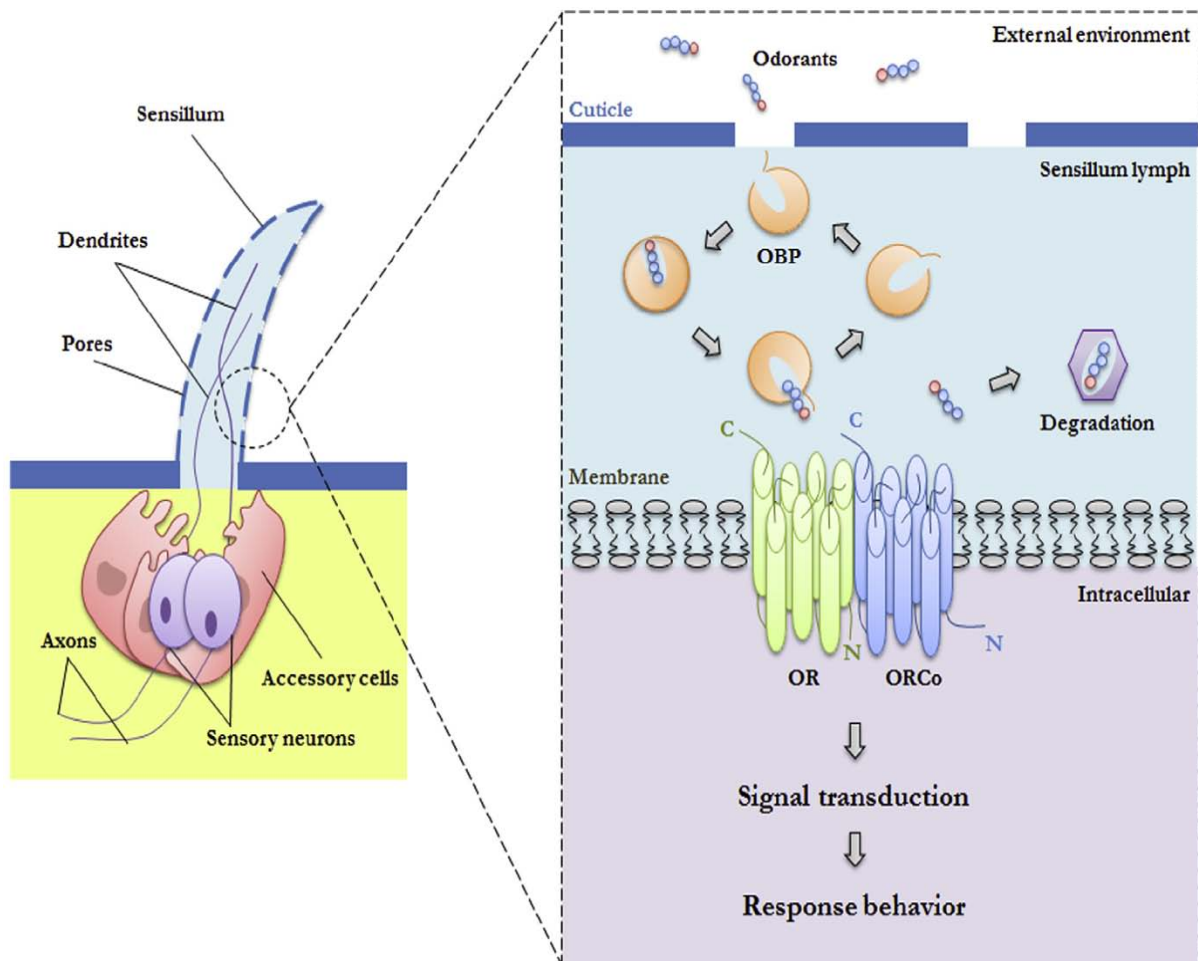 Sensillum
Dendrites
Pores
Axons
Accessory cells
Sensory neurons
External environment
Odorants
Cuticle
Sensillum lymph
OBP
Degradation
C
C
Membrane
Intracellular
N
N
OR
ORCo
Signal transduction
Response behavior